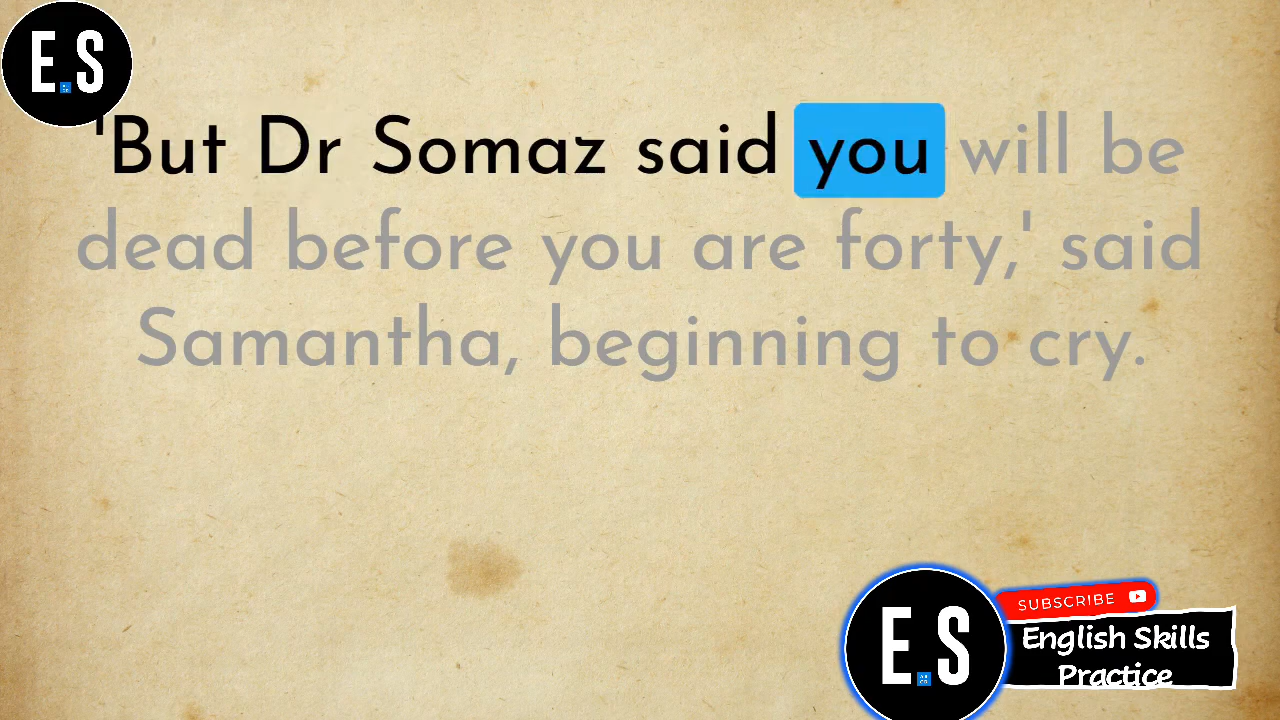 E.S
'But Dr Somaz said you will be
dead before you are forty,' said
Samantha, beginning to cry.
SUBSCRIBE
E.S
English Skills
Practice